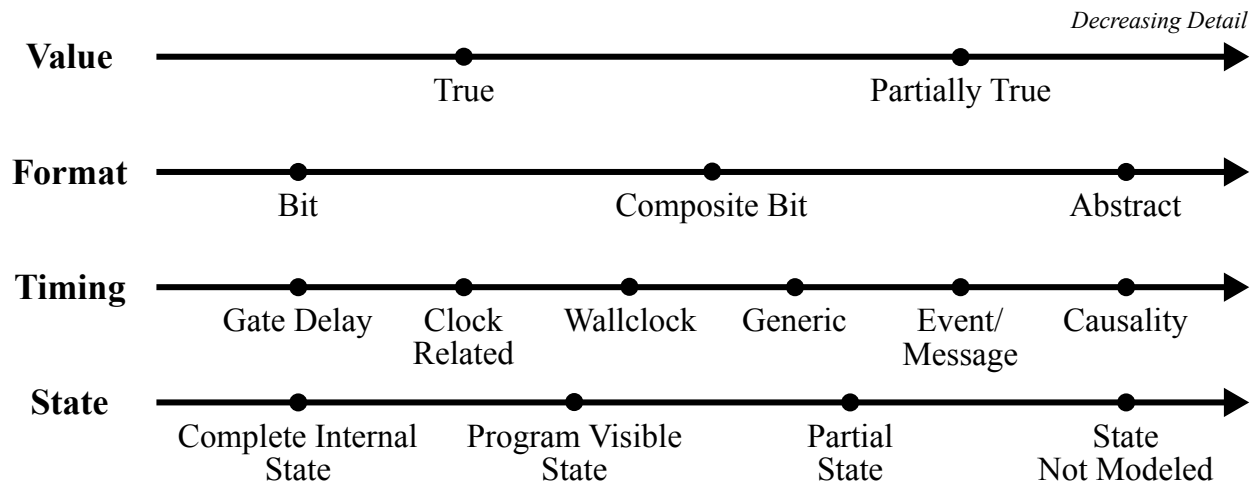 Decreasing Detail
Value
True Partially True
Format
Bit Composite Bit Abstract
Timing
Gate Delay Clock Wallclock Generic Event/ Causality
Related Message
State
Complete Internal Program Visible Partial State
State State State Not Modeled